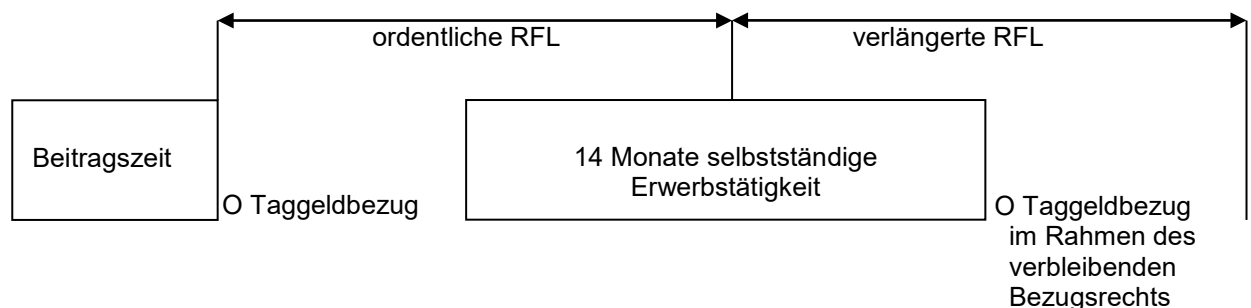 ordentliche RFL
verlängerte RFL
Beitragszeit
14 Monate selbstständige
Erwerbstätigkeit
O Taggeldbezug
O Taggeldbezug
im Rahmen des
verbleibenden
Bezugsrechts